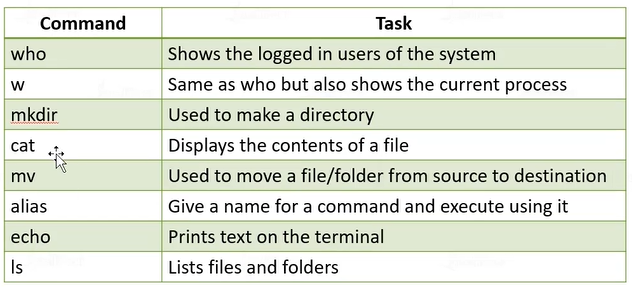 Command Task
who Shows the logged in users of the system
w Same as who but also shows the current process
mkdir Used to make a directory
cat Displays the contents of a file
mv Used to move a file/folder from source to destination
alias Give a name for a command and execute using it
echo Prints text on the terminal
ls Lists files and folders